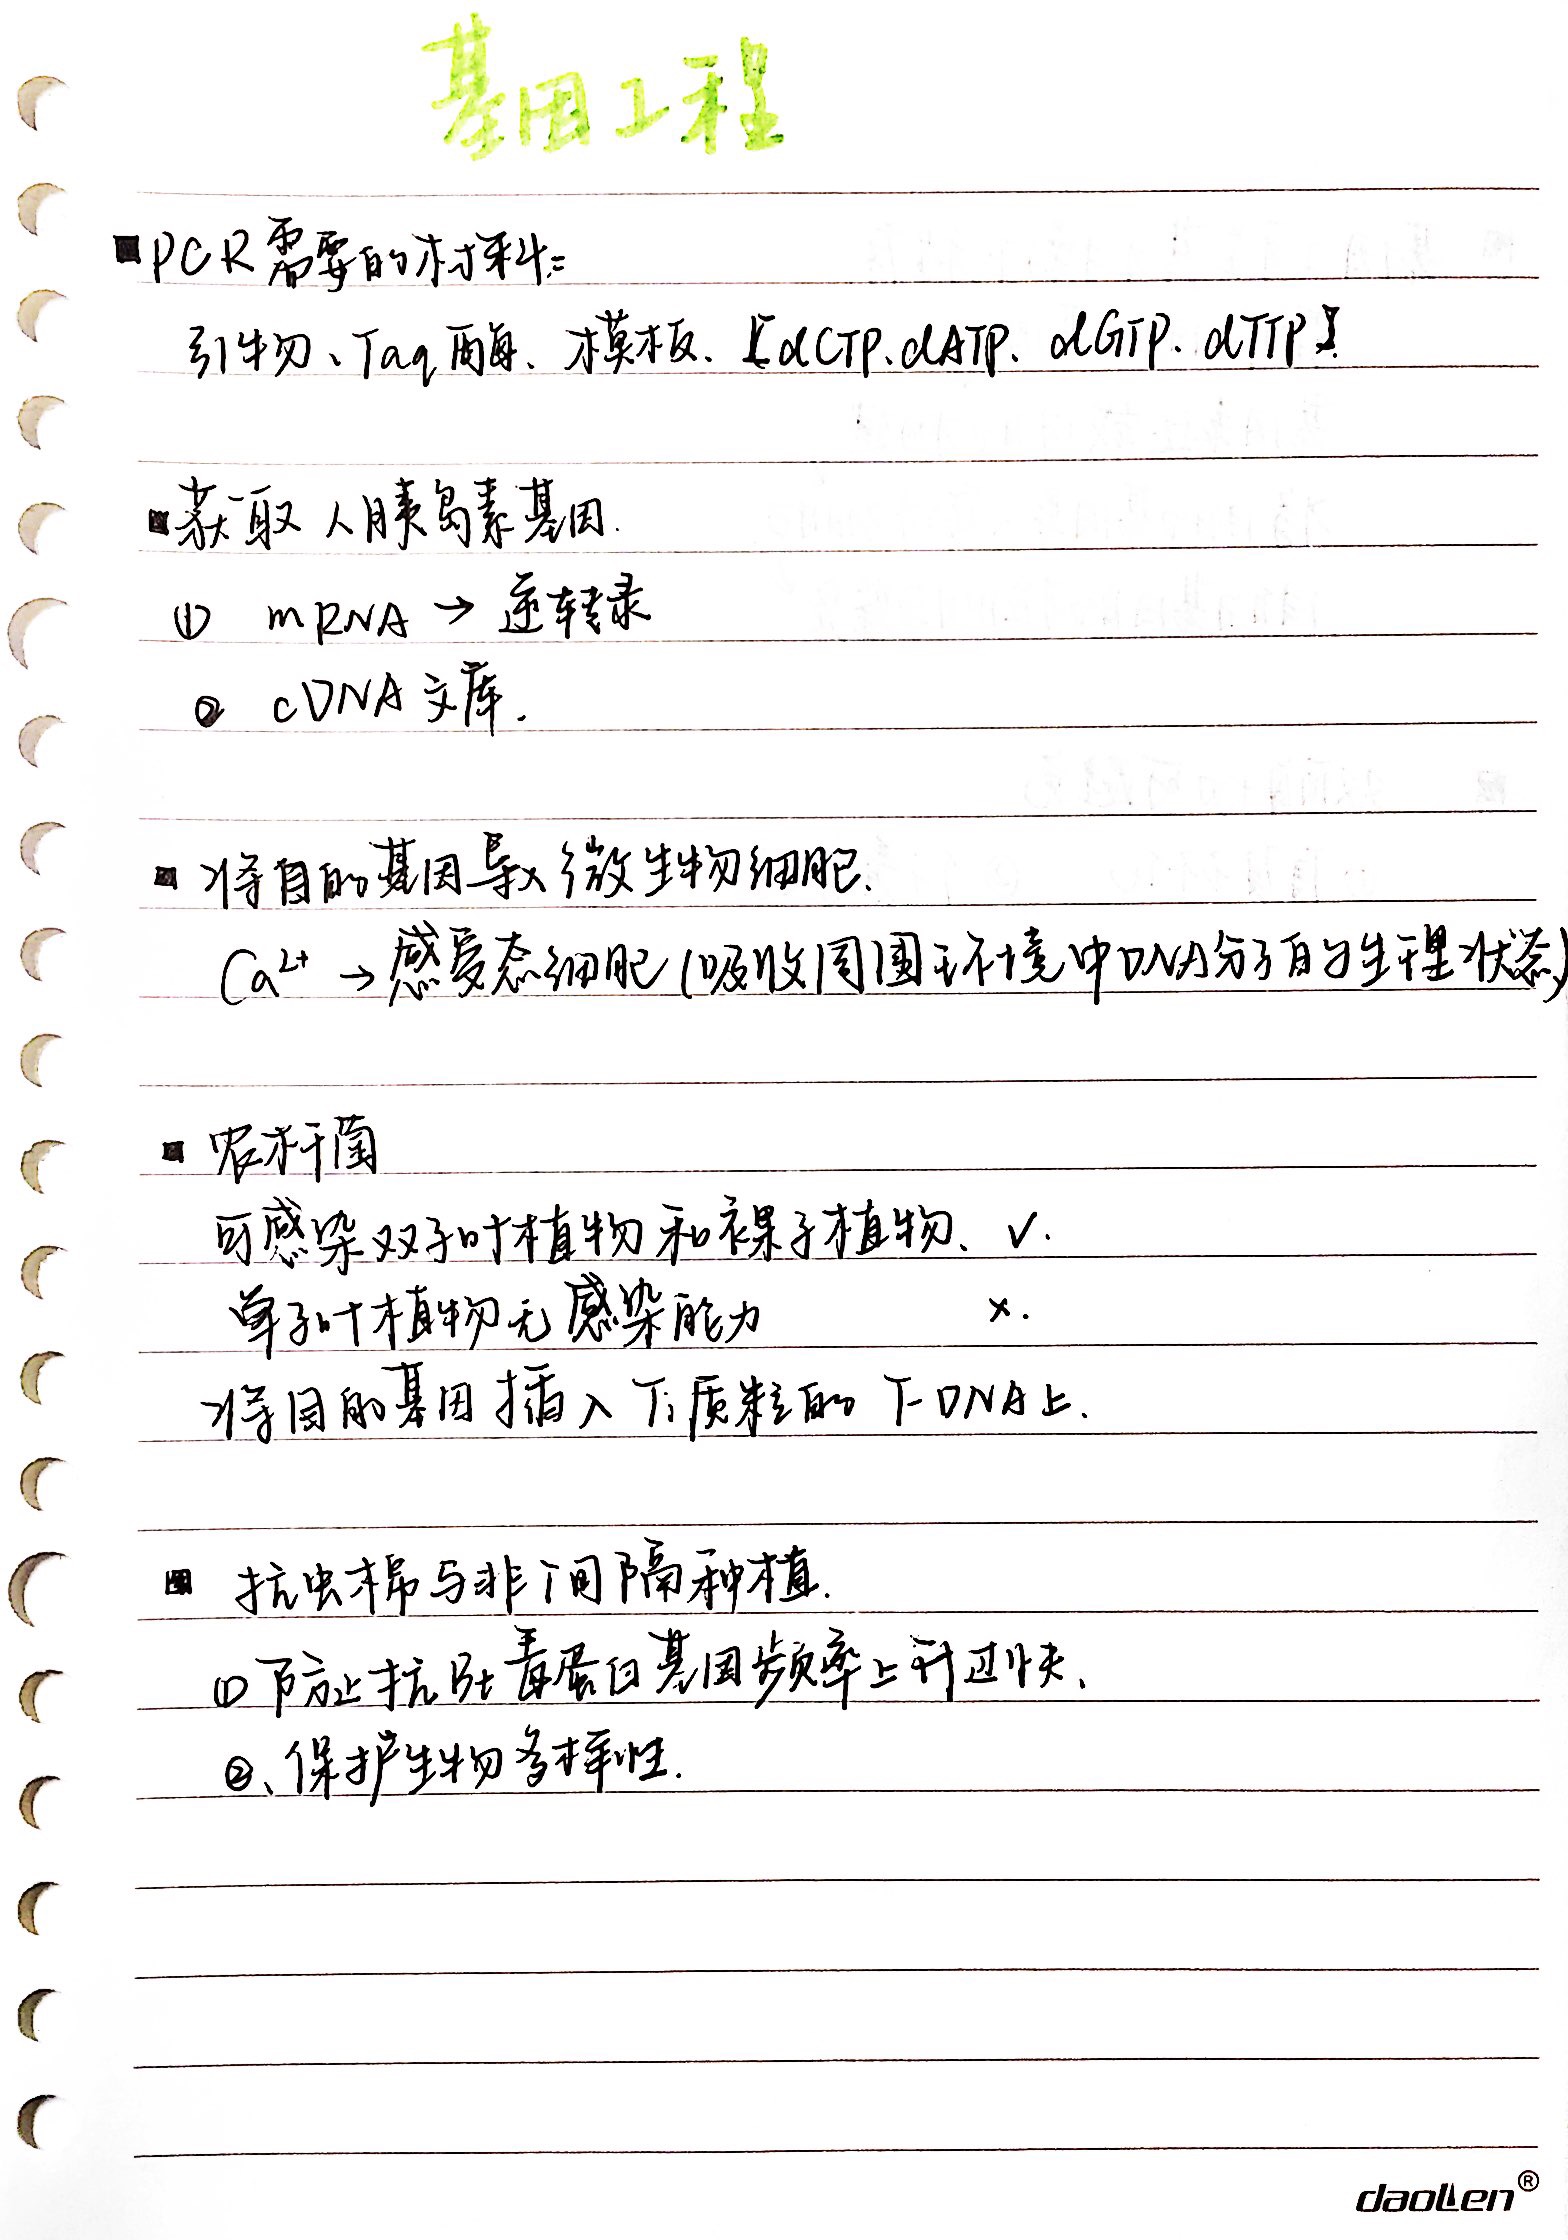 基因工程
PCR需要的材料:
引物、Taq酶、模板、【dCTP、dATP、dGTP、dTTP】
获取人胰岛素基因.
① mRNA → 逆转录
② cDNA文库.
将目的基因导入微生物细胞.
Ca²⁺ → 感受态细胞(吸收周围环境中DNA分子的生理状态)
农杆菌
可感染双子叶植物和裸子植物、√.
单子叶植物无感染能力 ×.
将目的基因插入Ti质粒的T-DNA上.
抗虫棉与非~间隔种植.
①防止抗Bt毒蛋白基因频率上升过快、
②、保护生物多样性.
daolen®